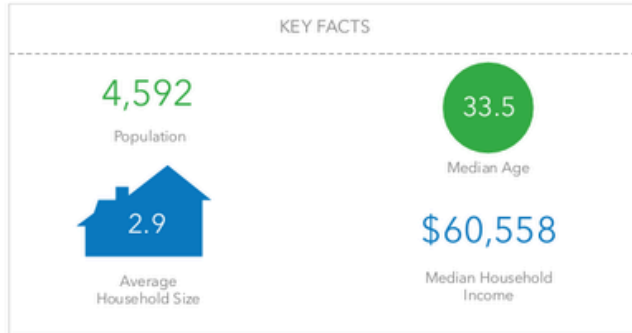 KEY FACTS
4,592
Population
33.5
Median Age
2.9
Average
Household Size
$60,558
Median Household
Income